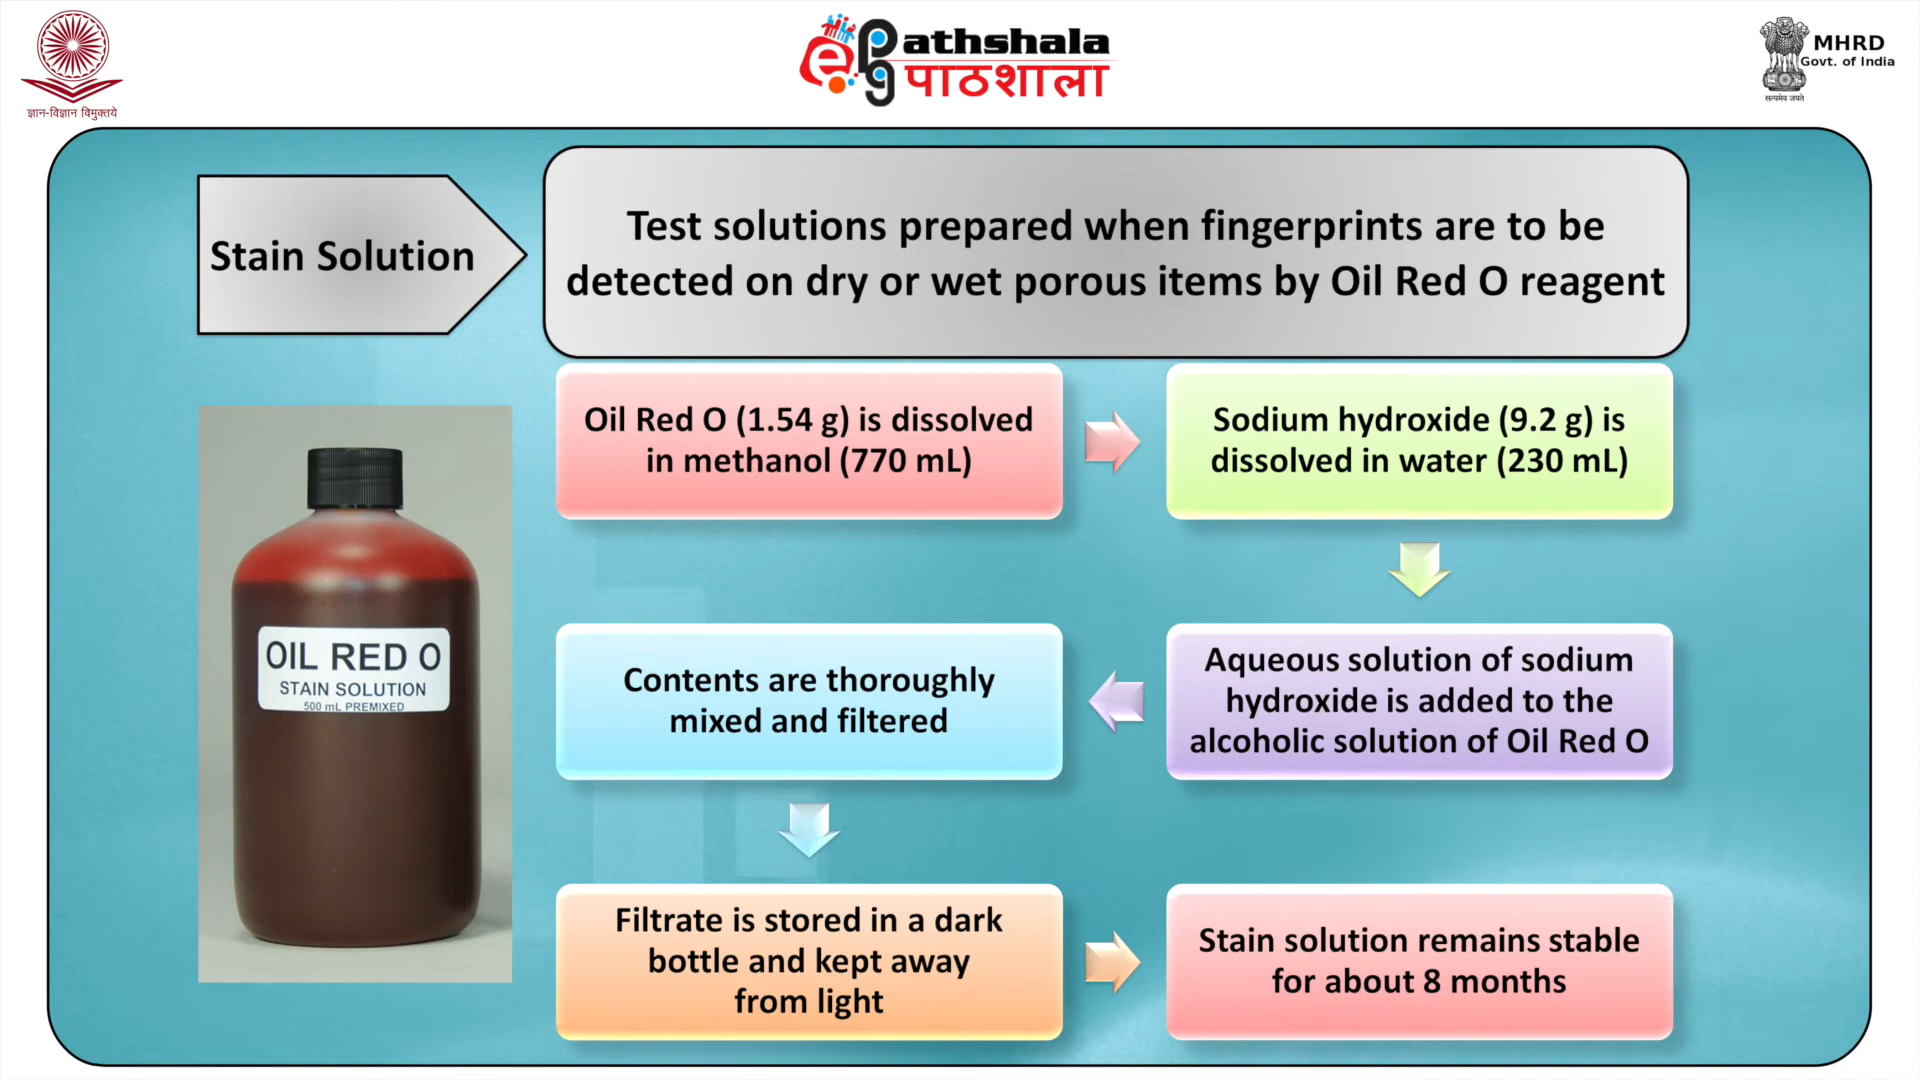 ज्ञान-विज्ञान विमुक्तये
ePG
athshala
पाठशाला
MHRD
Govt. of India
सत्यमेव जयते
Stain Solution
Test solutions prepared when fingerprints are to be
detected on dry or wet porous items by Oil Red O reagent
Oil Red O (1.54 g) is dissolved
in methanol (770 mL)
Sodium hydroxide (9.2 g) is
dissolved in water (230 mL)
Aqueous solution of sodium
hydroxide is added to the
alcoholic solution of Oil Red O
Contents are thoroughly
mixed and filtered
Filtrate is stored in a dark
bottle and kept away
from light
Stain solution remains stable
for about 8 months
OIL RED O
STAIN SOLUTION
500 mL PREMIXED